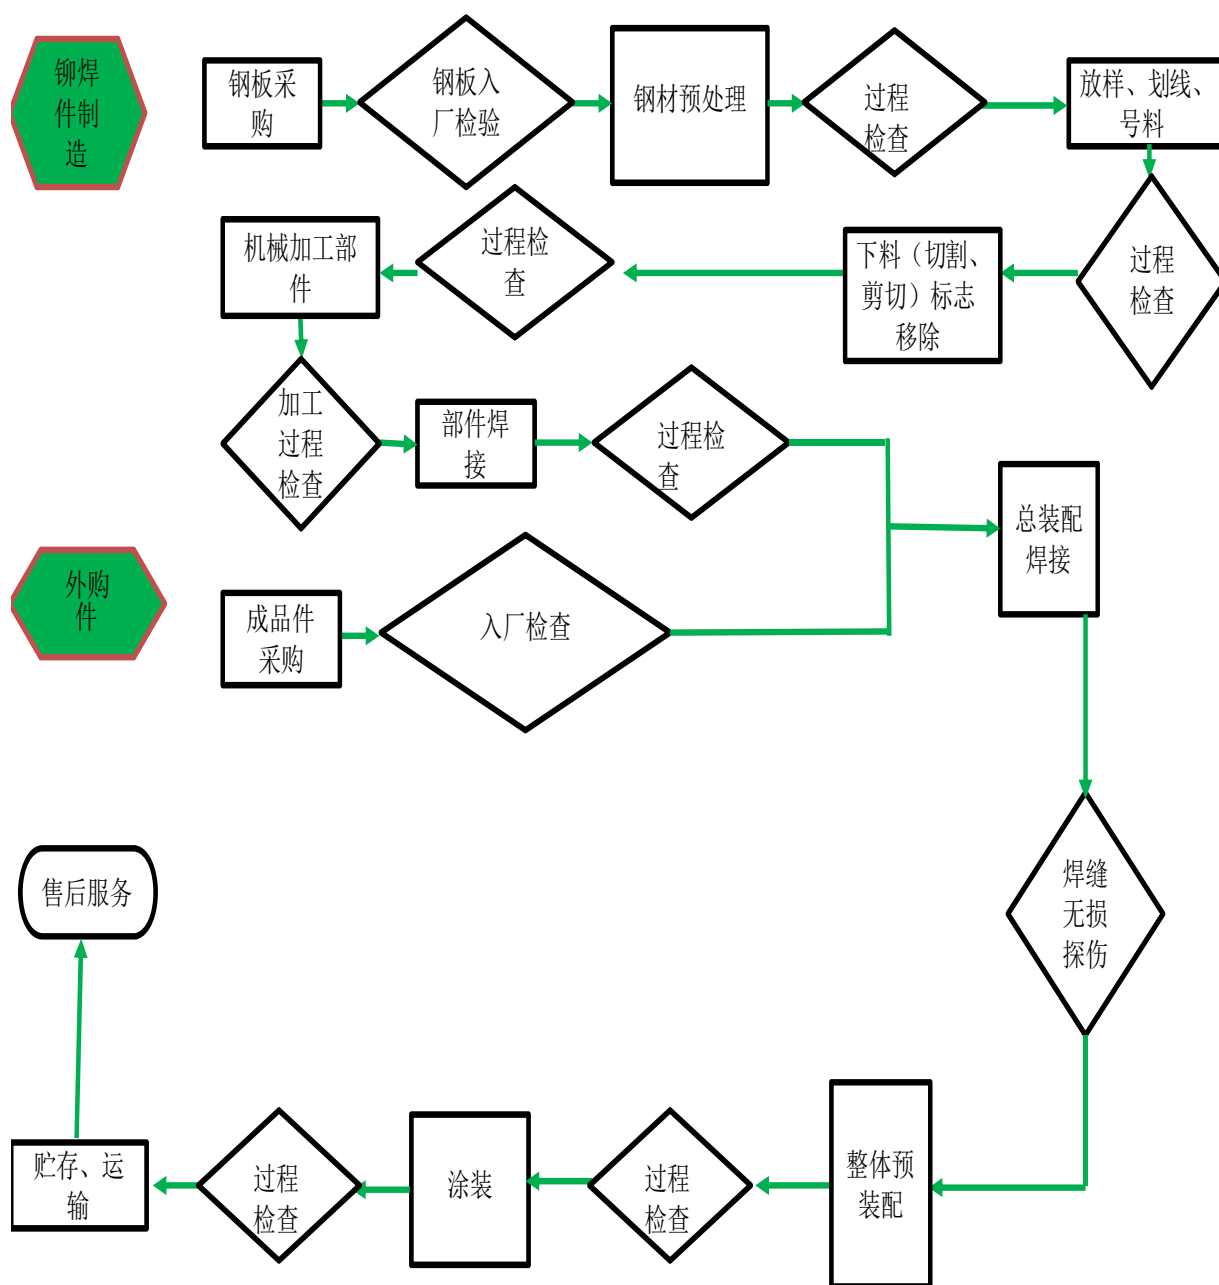 铆焊
件制
造
钢板采
购
钢板入
厂检验
钢材预处理
过程
检查
放样、划线、
号料
机械加工部
件
过程检
查
下料（切割、
剪切）标志
移除
过程
检查
加工
过程
检查
部件焊
接
过程检
查
总装配
焊接
外购
件
成品件
采购
入厂检查
售后服务
焊缝
无损
探伤
贮存、运
输
过程
检查
涂装
过程
检查
整体预
装配